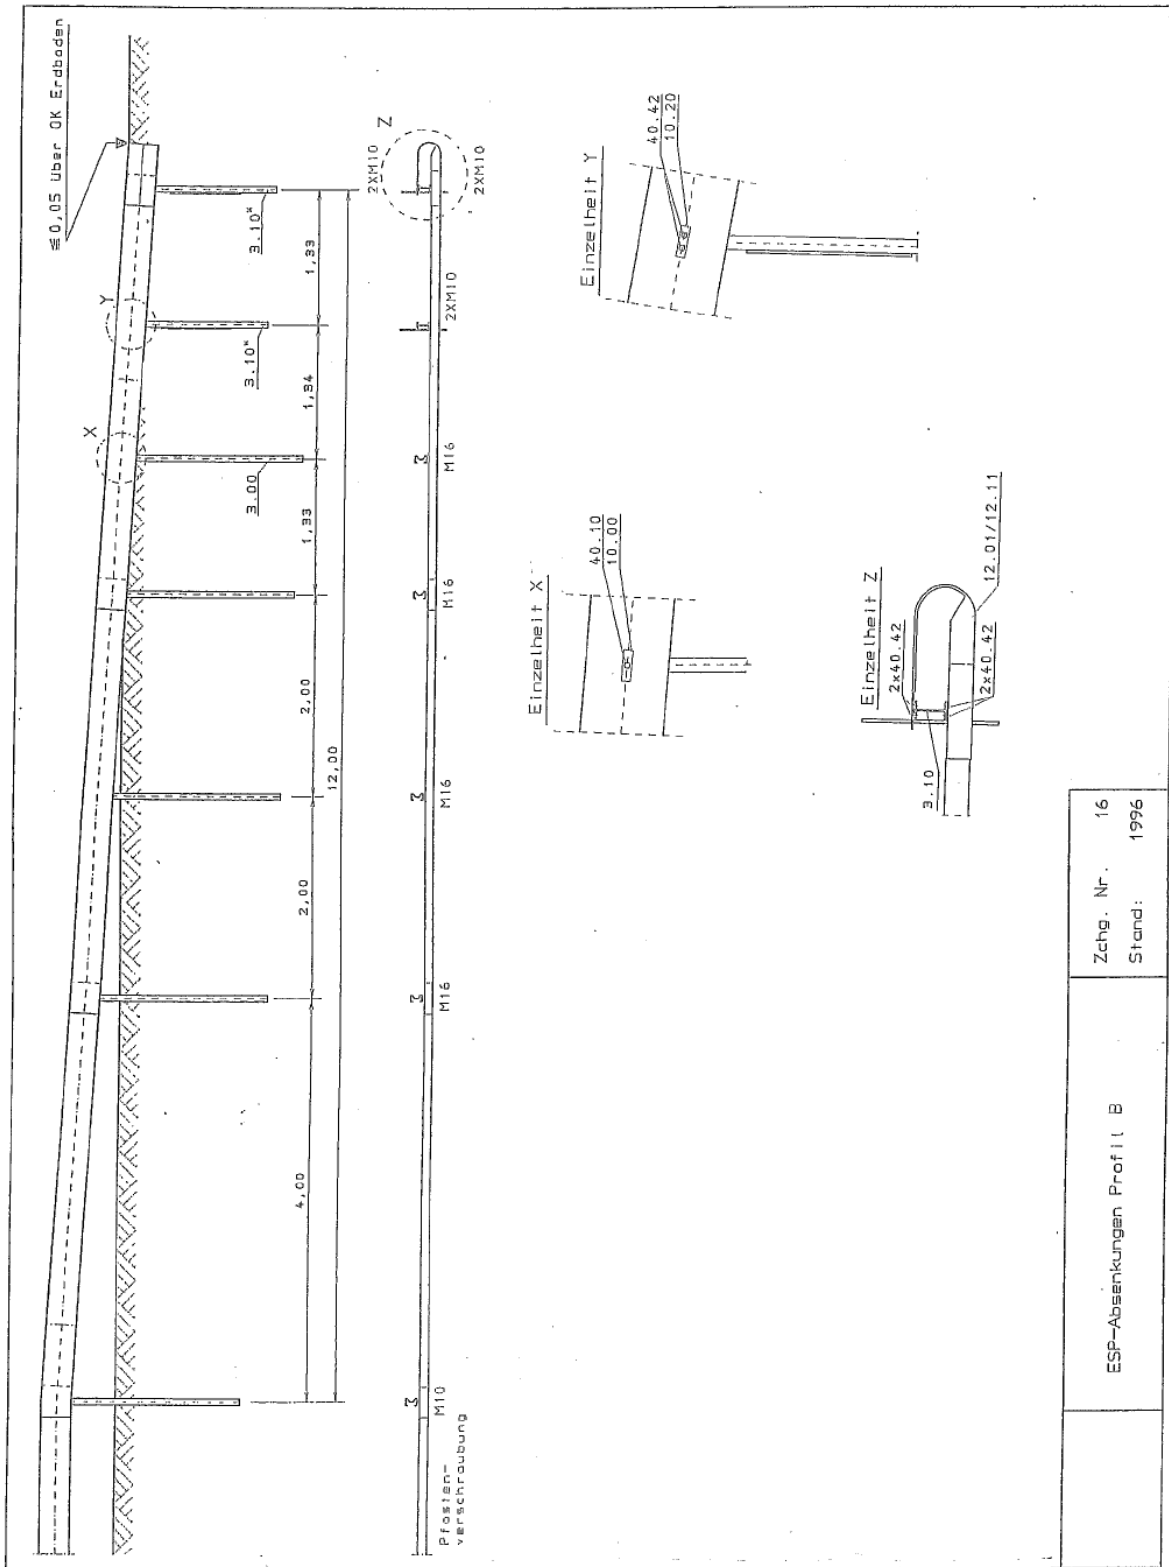 ≦0,05 über OK Erdboden
X
Y
3.00
3.10*
3.10*
4,00
2,00
2,00
1,33
1,34
1,33
12,00
Pfosten-
verschraubung
M10
M16
M16
M16
M16
2XM10
2XM10
2XM10
Z
Einzelheit X
40.10
10.00
Einzelheit Y
40.42
10.20
Einzelheit Z
2x40.42
3.10
2x40.42
12.01/12.11
ESP-Absenkungen Profil B
Zchg. Nr. 16
Stand: 1996